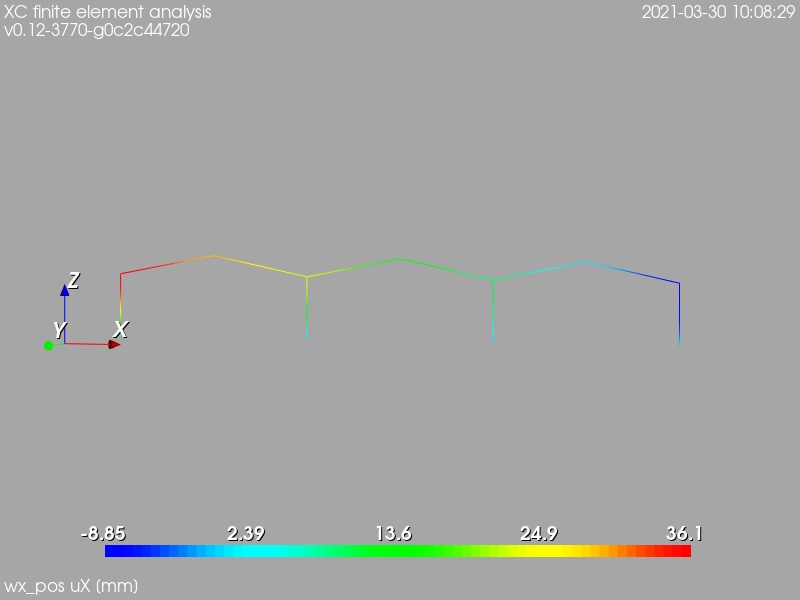 XC finite element analysis
v0.12-3770-g0c2c44720
2021-03-30 10:08:29
Z
Y
X
-8.85 2.39 13.6 24.9 36.1
wx_pos uX (mm)